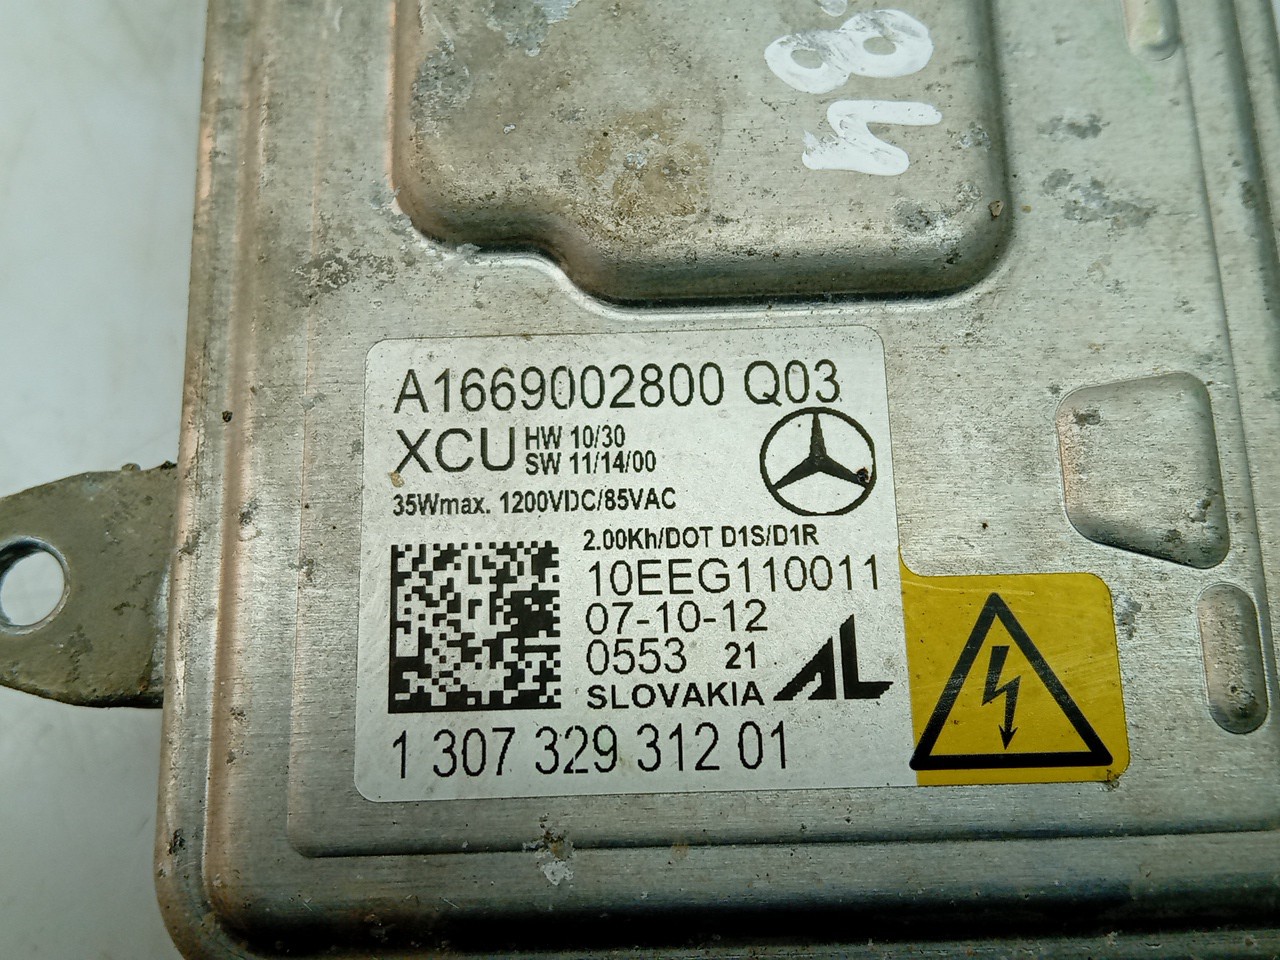 A1669002800 Q03
XCU HW 10/30
SW 11/14/00
35Wmax. 1200VDC/85VAC
2.00Kh/DOT D1S/D1R
10EEG110011
07-10-12
0553 21
SLOVAKIA AL
1 307 329 312 01